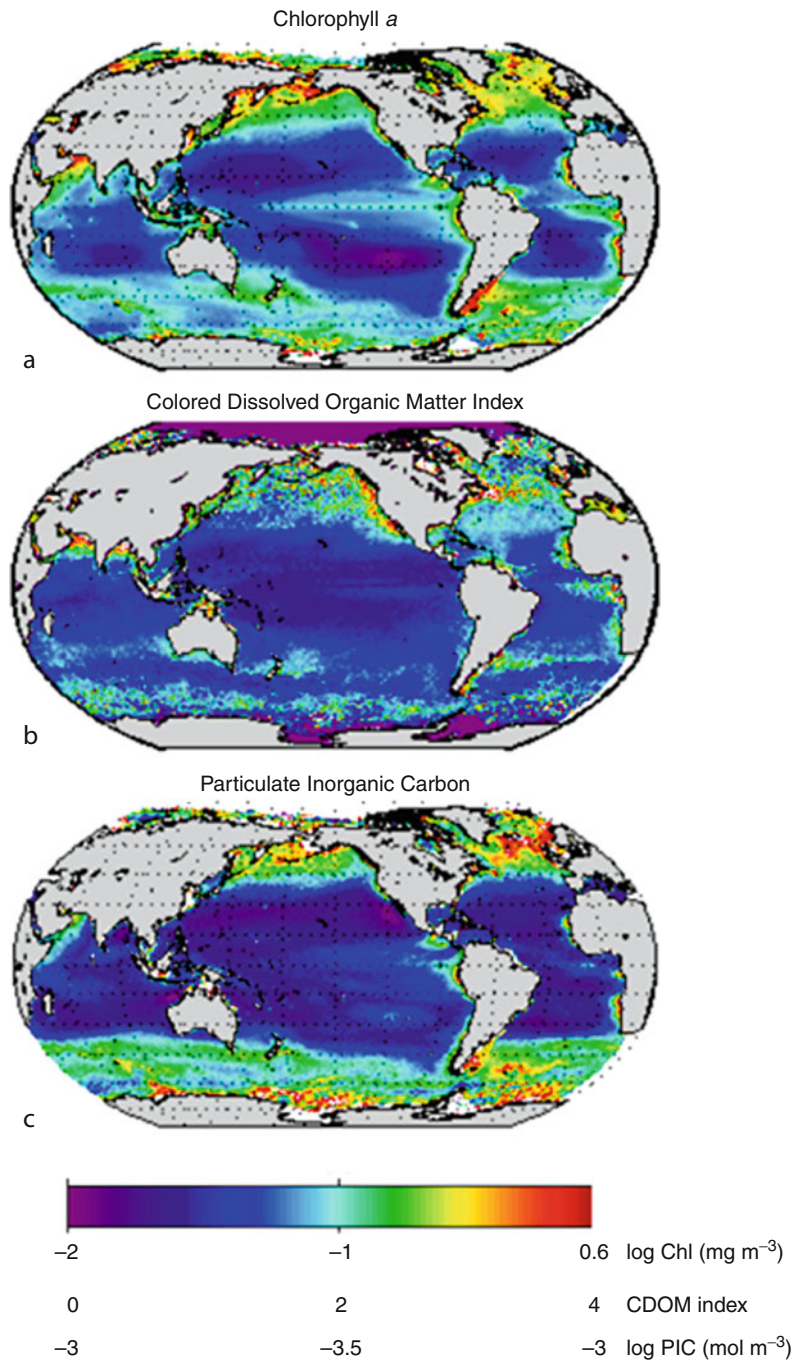 Chlorophyll a
a
Colored Dissolved Organic Matter Index
b
Particulate Inorganic Carbon
c
–2 –1 0.6 log Chl (mg m–3)
0 2 4 CDOM index
–3 –3.5 –3 log PIC (mol m–3)